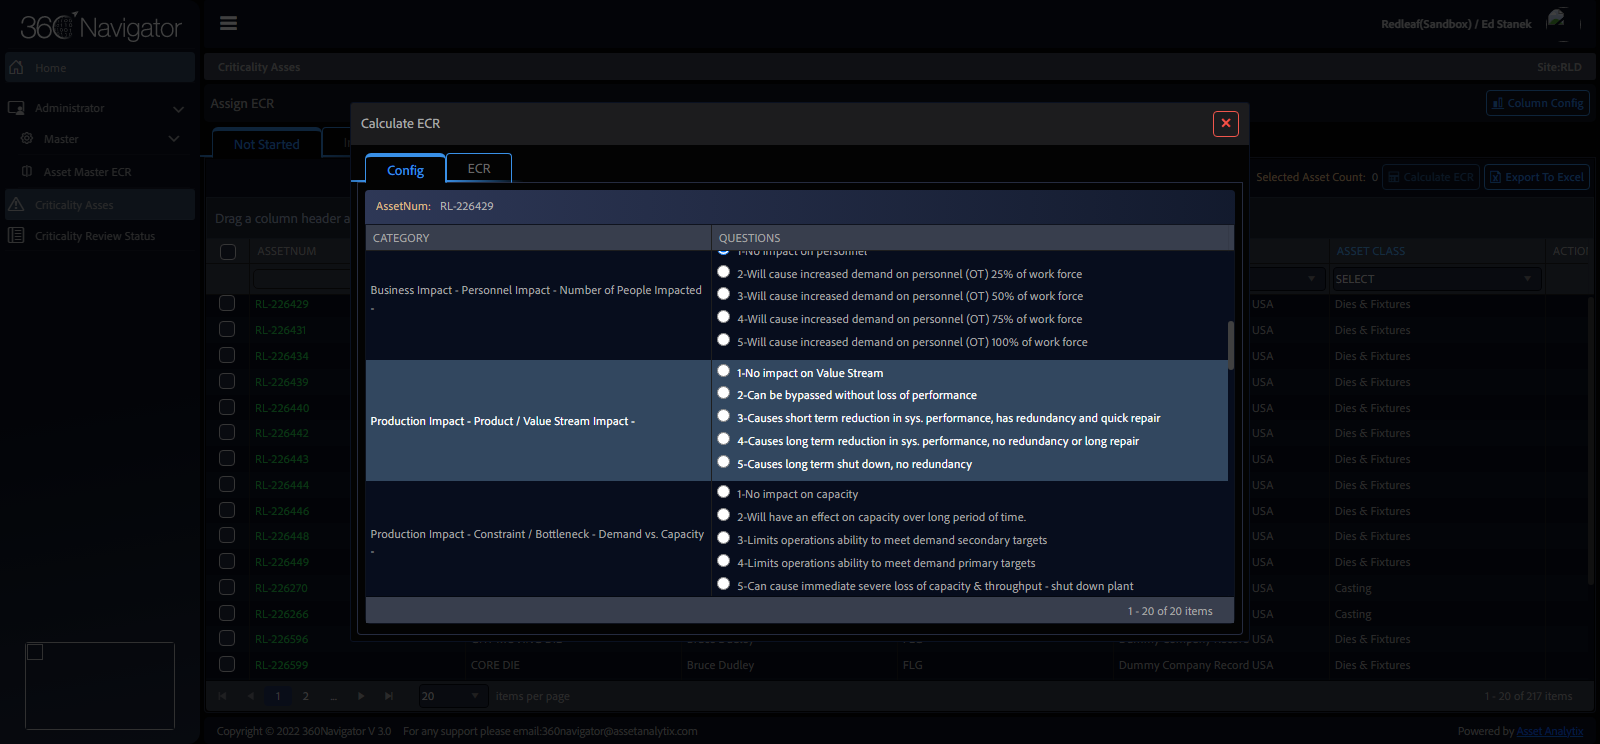 360 Navigator
Redleaf(Sandbox) / Ed Stanek
Home
Criticality Asses
Site:RLD
Administrator
Assign ECR
Column Config
Master
Calculate ECR
Not Started
Asset Master ECR
Config
ECR
Selected Asset Count: 0
Calculate ECR
Export To Excel
Criticality Asses
AssetNum: RL-226429
Drag a column header a
Criticality Review Status
CATEGORY
QUESTIONS
ASSETNUM
ASSET CLASS
ACTIO
SELECT
1-No impact on personnel
2-Will cause increased demand on personnel (OT) 25% of work force
Business Impact - Personnel Impact - Number of People Impacted
-
3-Will cause increased demand on personnel (OT) 50% of work force
4-Will cause increased demand on personnel (OT) 75% of work force
5-Will cause increased demand on personnel (OT) 100% of work force
1-No impact on Value Stream
2-Can be bypassed without loss of performance
Production Impact - Product / Value Stream Impact -
3-Causes short term reduction in sys. performance, has redundancy and quick repair
4-Causes long term reduction in sys. performance, no redundancy or long repair
5-Causes long term shut down, no redundancy
1-No impact on capacity
2-Will have an effect on capacity over long period of time.
Production Impact - Constraint / Bottleneck - Demand vs. Capacity
-
3-Limits operations ability to meet demand secondary targets
4-Limits operations ability to meet demand primary targets
5-Can cause immediate severe loss of capacity & throughput - shut down plant
1 - 20 of 20 items
RL-226429 USA Dies & Fixtures
RL-226431 USA Dies & Fixtures
RL-226434 USA Dies & Fixtures
RL-226439 USA Dies & Fixtures
RL-226440 USA Dies & Fixtures
RL-226442 USA Dies & Fixtures
RL-226443 USA Dies & Fixtures
RL-226444 USA Dies & Fixtures
RL-226446 USA Dies & Fixtures
RL-226448 USA Dies & Fixtures
RL-226449 USA Dies & Fixtures
RL-226270 USA Casting
RL-226266 USA Casting
RL-226596 USA Dies & Fixtures
RL-226599 CORE DIE Bruce Dudley FLG Dummy Company Record USA Dies & Fixtures
1 2 ... 20 items per page
1 - 20 of 217 items
Copyright © 2022 360Navigator V 3.0 For any support please email:360navigator@assetanalytix.com
Powered by Asset Analytix